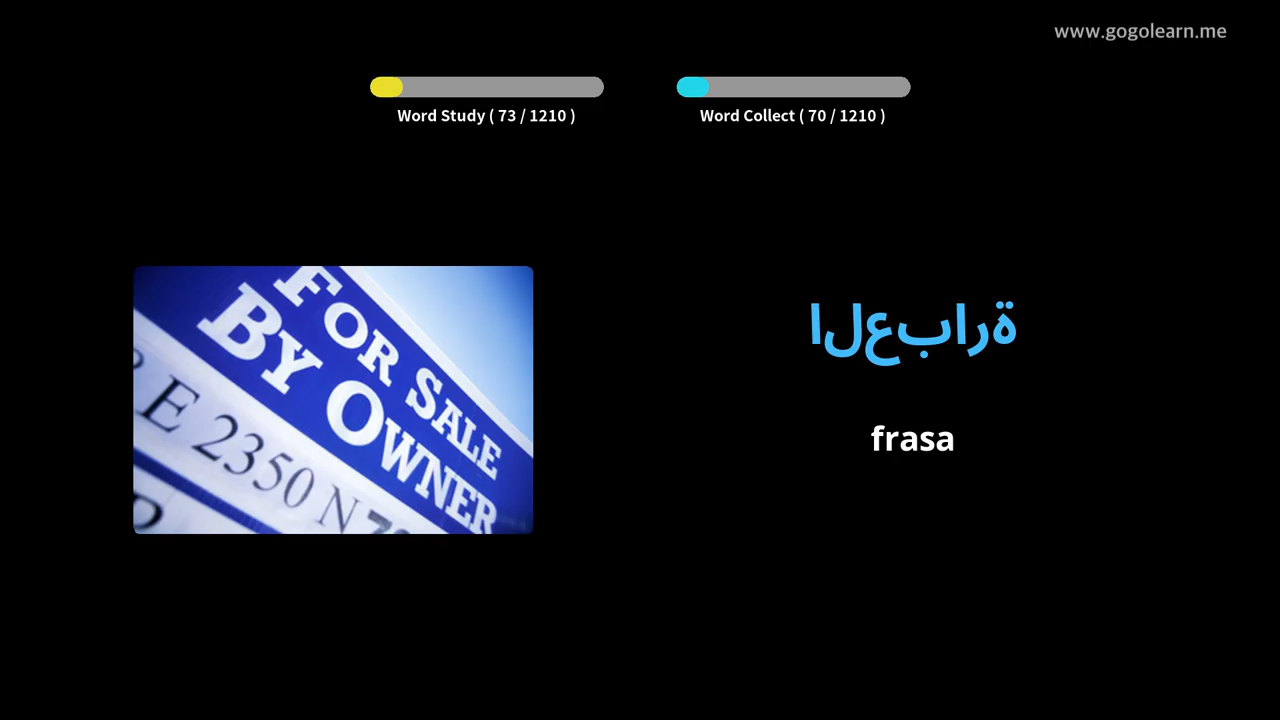 www.gogolearn.me
Word Study ( 73 / 1210 )
Word Collect ( 70 / 1210 )
FOR SALE
BY OWNER
E 2350 N
العبارة
frasa